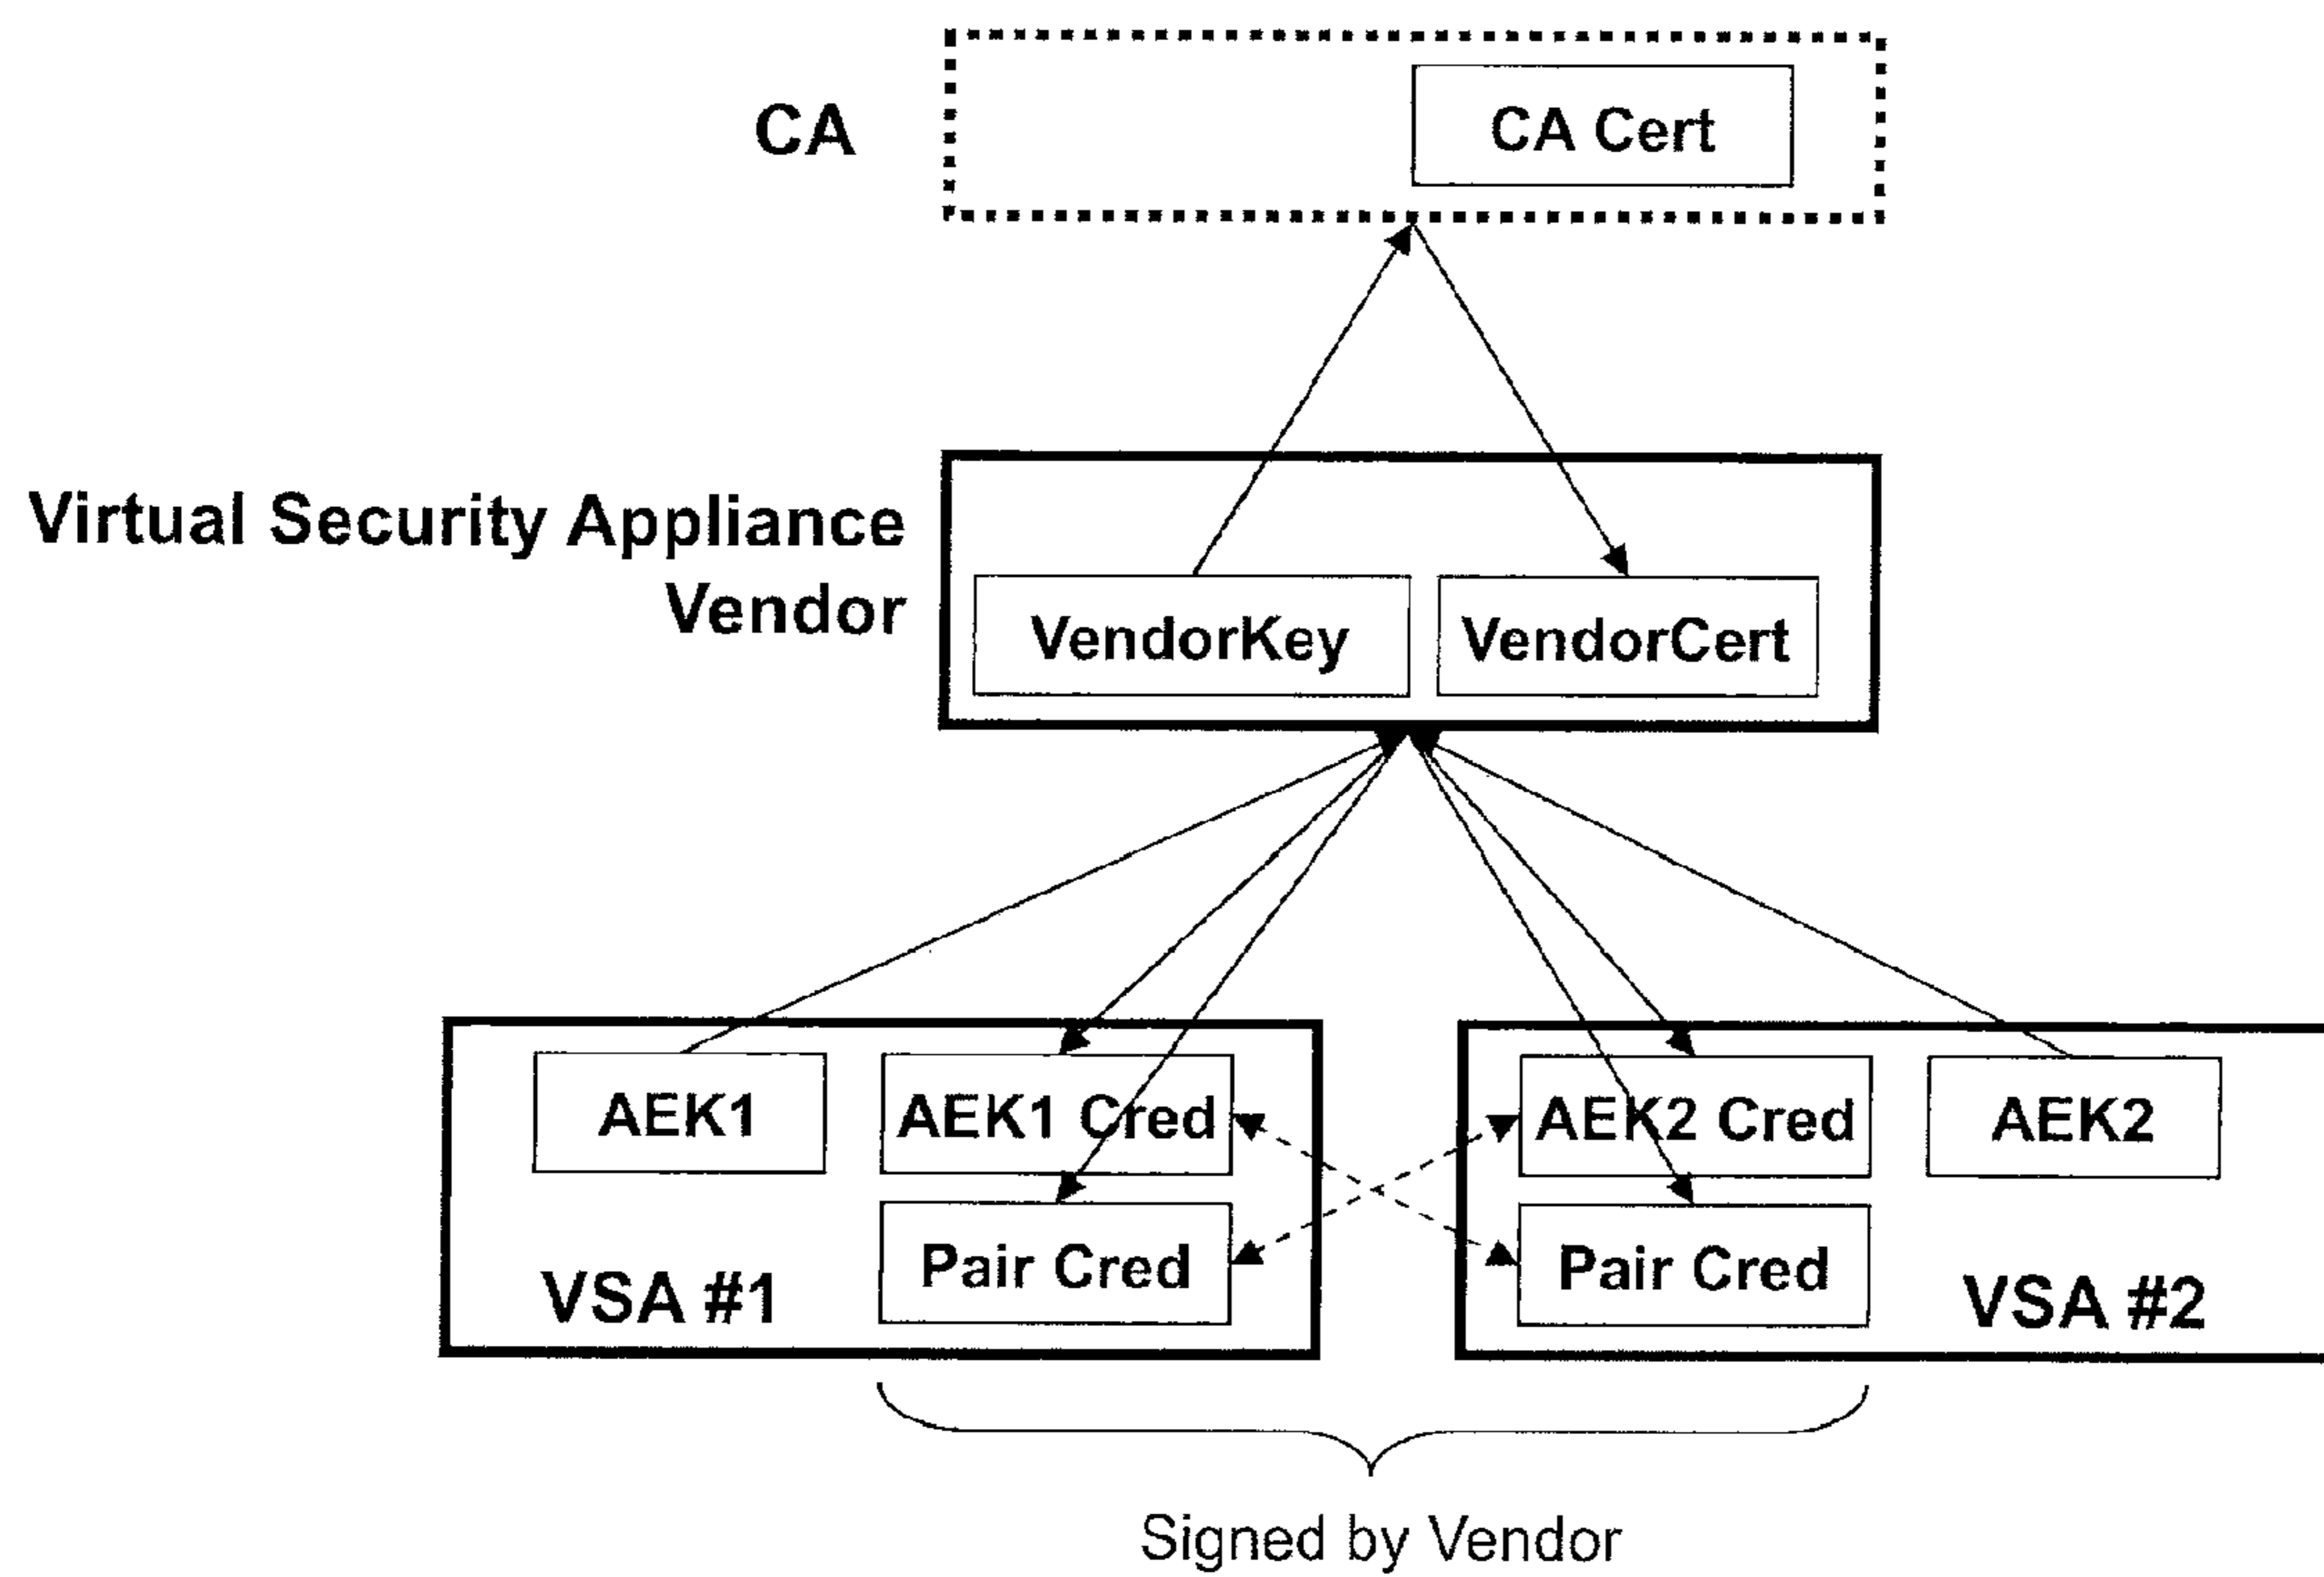 CA
CA Cert
Virtual Security Appliance
Vendor
VendorKey
VendorCert
AEK1
AEK1 Cred
AEK2 Cred
AEK2
Pair Cred
Pair Cred
VSA #1
VSA #2
Signed by Vendor